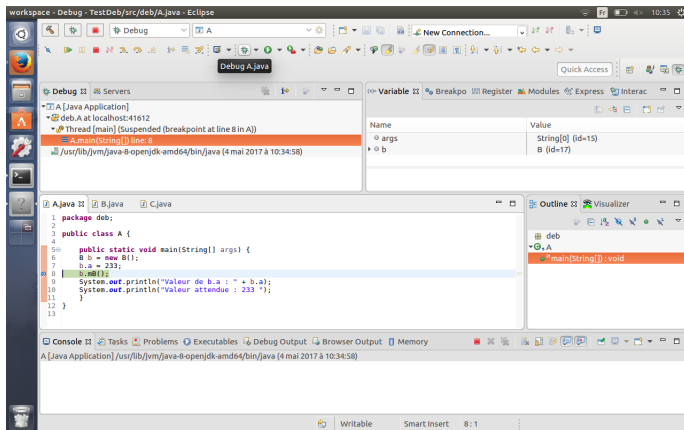 workspace - Debug - TestDeb/src/deb/A.java - Eclipse
Fr
10:35
Debug
A
New Connection...
Debug A.java
Quick Access
Debug
Servers
A [Java Application]
deb.A at localhost:41612
Thread [main] (Suspended (breakpoint at line 8 in A))
A.main(String[]) line: 8
/usr/lib/jvm/java-8-openjdk-amd64/bin/java (4 mai 2017 à 10:34:58)
Variable
Breakpo
Register
Modules
Express
Interac
Name
Value
args
String[0] (id=15)
b
B (id=17)
A.java
B.java
C.java
1 package deb;
2
3 public class A {
4
5 public static void main(String[] args) {
6 B b = new B();
7 b.a = 233;
8 b.mB();
9 System.out.println("Valeur de b.a : " + b.a);
10 System.out.println("Valeur attendue : 233 ");
11 }
12 }
13
Outline
Visualizer
deb
A
main(String[]) : void
Console
Tasks
Problems
Executables
Debug Output
Browser Output
Memory
A [Java Application] /usr/lib/jvm/java-8-openjdk-amd64/bin/java (4 mai 2017 à 10:34:58)
Writable
Smart Insert
8 : 1